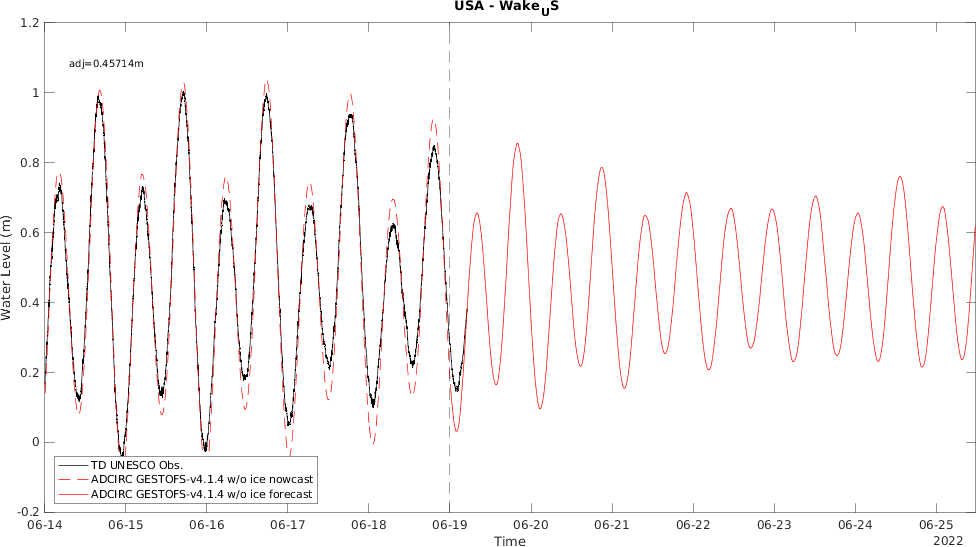 USA - Wake_US
adj=0.45714m
Water Level (m)
1.2
1
0.8
0.6
0.4
0.2
0
-0.2
TD UNESCO Obs.
ADCIRC GESTOFS-v4.1.4 w/o ice nowcast
ADCIRC GESTOFS-v4.1.4 w/o ice forecast
06-14 06-15 06-16 06-17 06-18 06-19 06-20 06-21 06-22 06-23 06-24 06-25
Time
2022